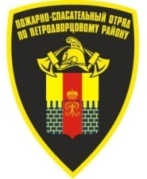 ПОЖАРНО-СПАСАТЕЛЬНЫЙ ОТРЯД
ПО ПЕТРОДВОРЦОВОМУ РАЙОНУ